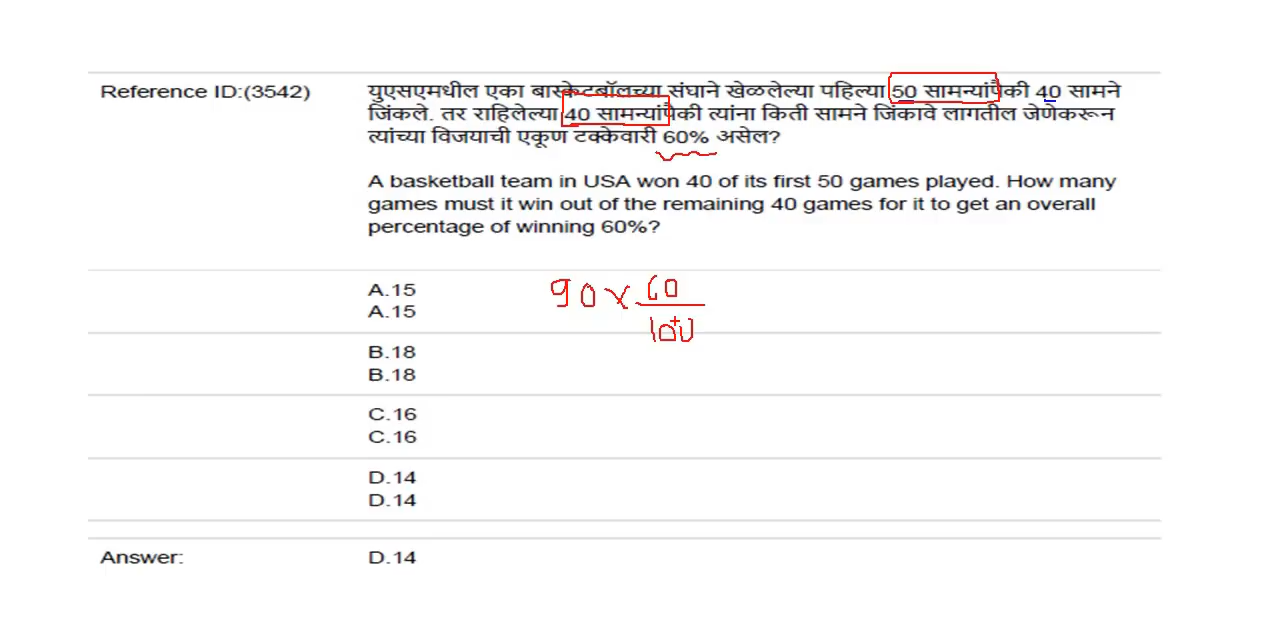 Reference ID:(3542)
युएसएमधील एका बास्केटबॉलच्या संघाने खेळलेल्या पहिल्या 50 सामन्यांपैकी 40 सामने
जिंकले. तर राहिलेल्या 40 सामन्यांपैकी त्यांना किती सामने जिंकावे लागतील जेणेकरून
त्यांच्या विजयाची एकूण टक्केवारी 60% असेल?
A basketball team in USA won 40 of its first 50 games played. How many
games must it win out of the remaining 40 games for it to get an overall
percentage of winning 60%?
A.15
A.15
90 x 60
100
B.18
B.18
C.16
C.16
D.14
D.14
Answer:
D.14